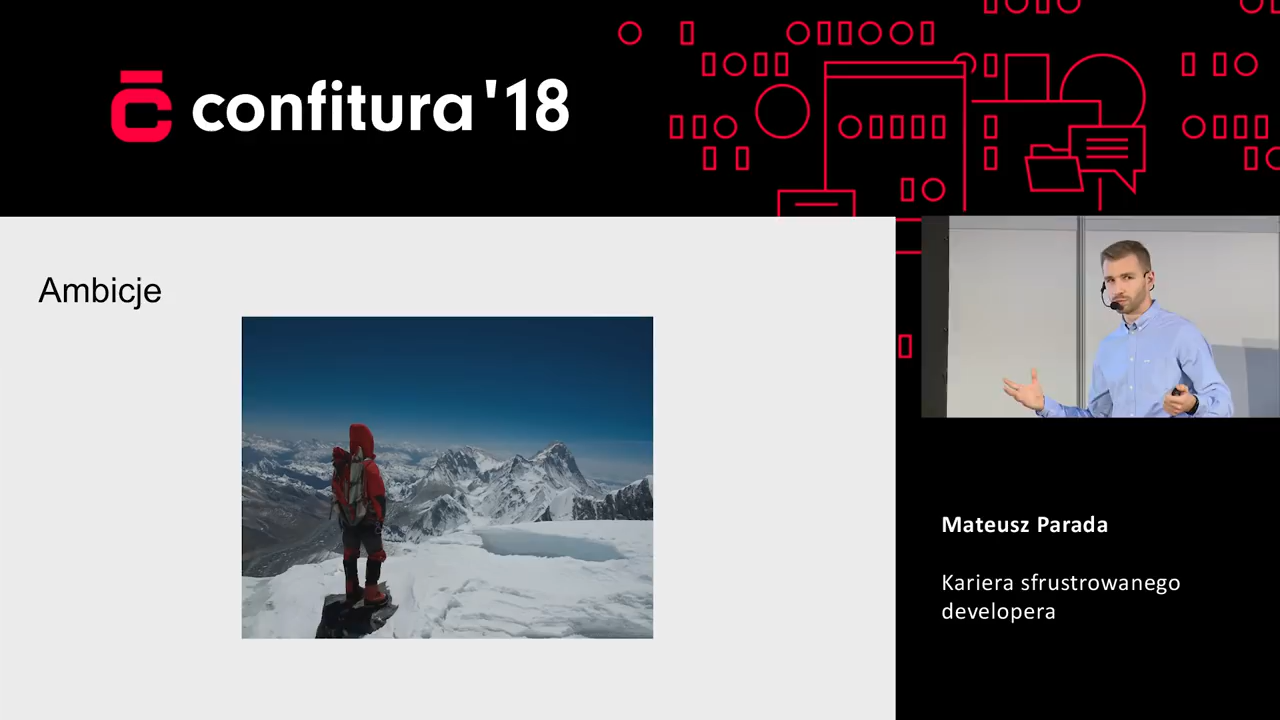 confitura '18
Ambicje
Mateusz Parada
Kariera sfrustrowanego
developera